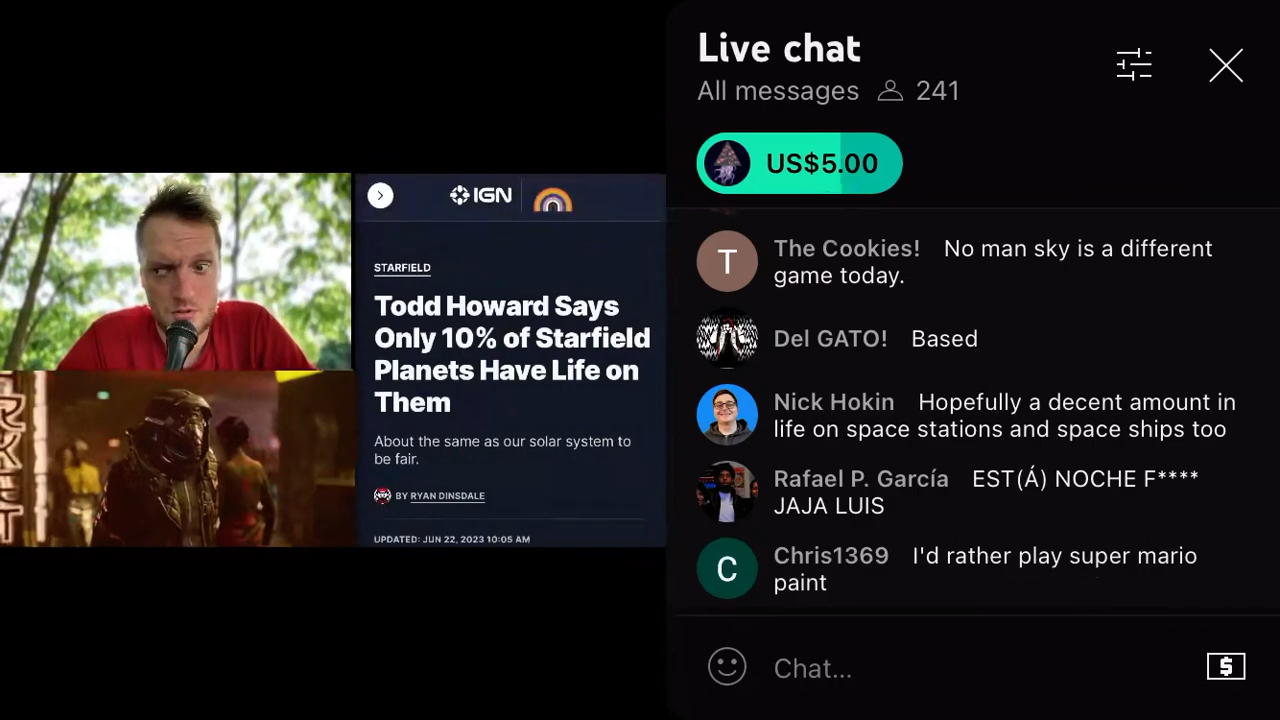 IGN
STARFIELD
Todd Howard Says
Only 10% of Starfield
Planets Have Life on
Them
About the same as our solar system to
be fair.
BY RYAN DINSDALE
UPDATED: JUN 22, 2023 10:05 AM
Live chat
All messages 241
US$5.00
The Cookies! No man sky is a different
game today.
Del GATO! Based
Nick Hokin Hopefully a decent amount in
life on space stations and space ships too
Rafael P. García EST(Á) NOCHE F****
JAJA LUIS
Chris1369 I'd rather play super mario
paint
Chat...